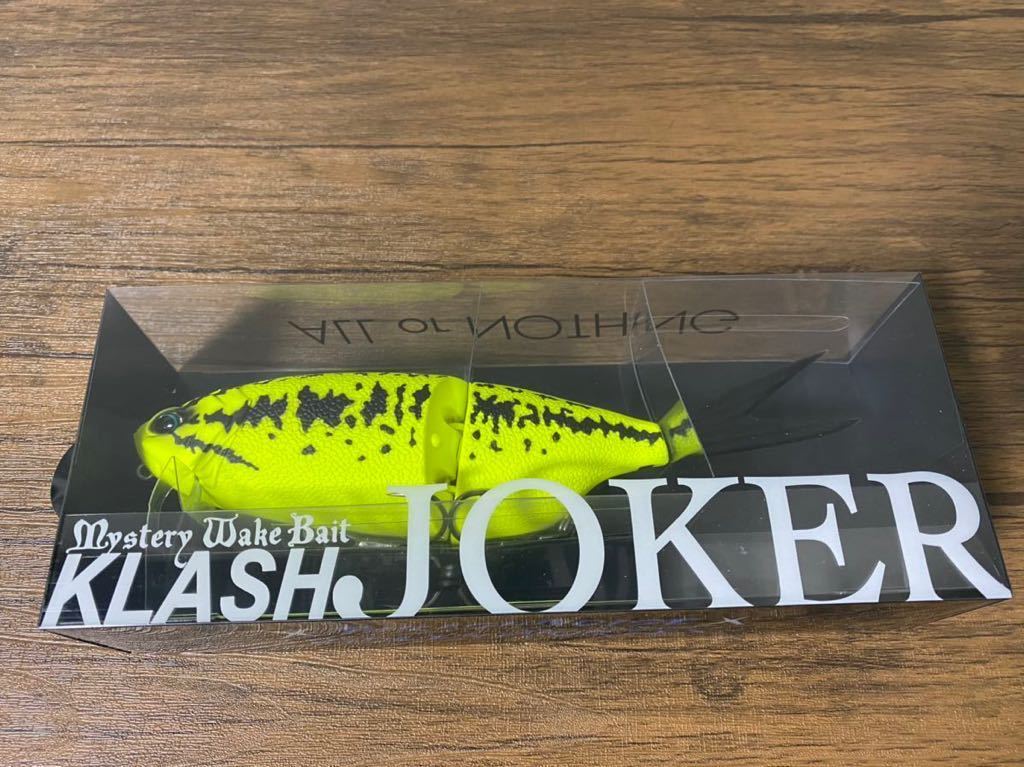 ALL or NOTHiNG
Mystery Wake Bait
KLASH JOKER